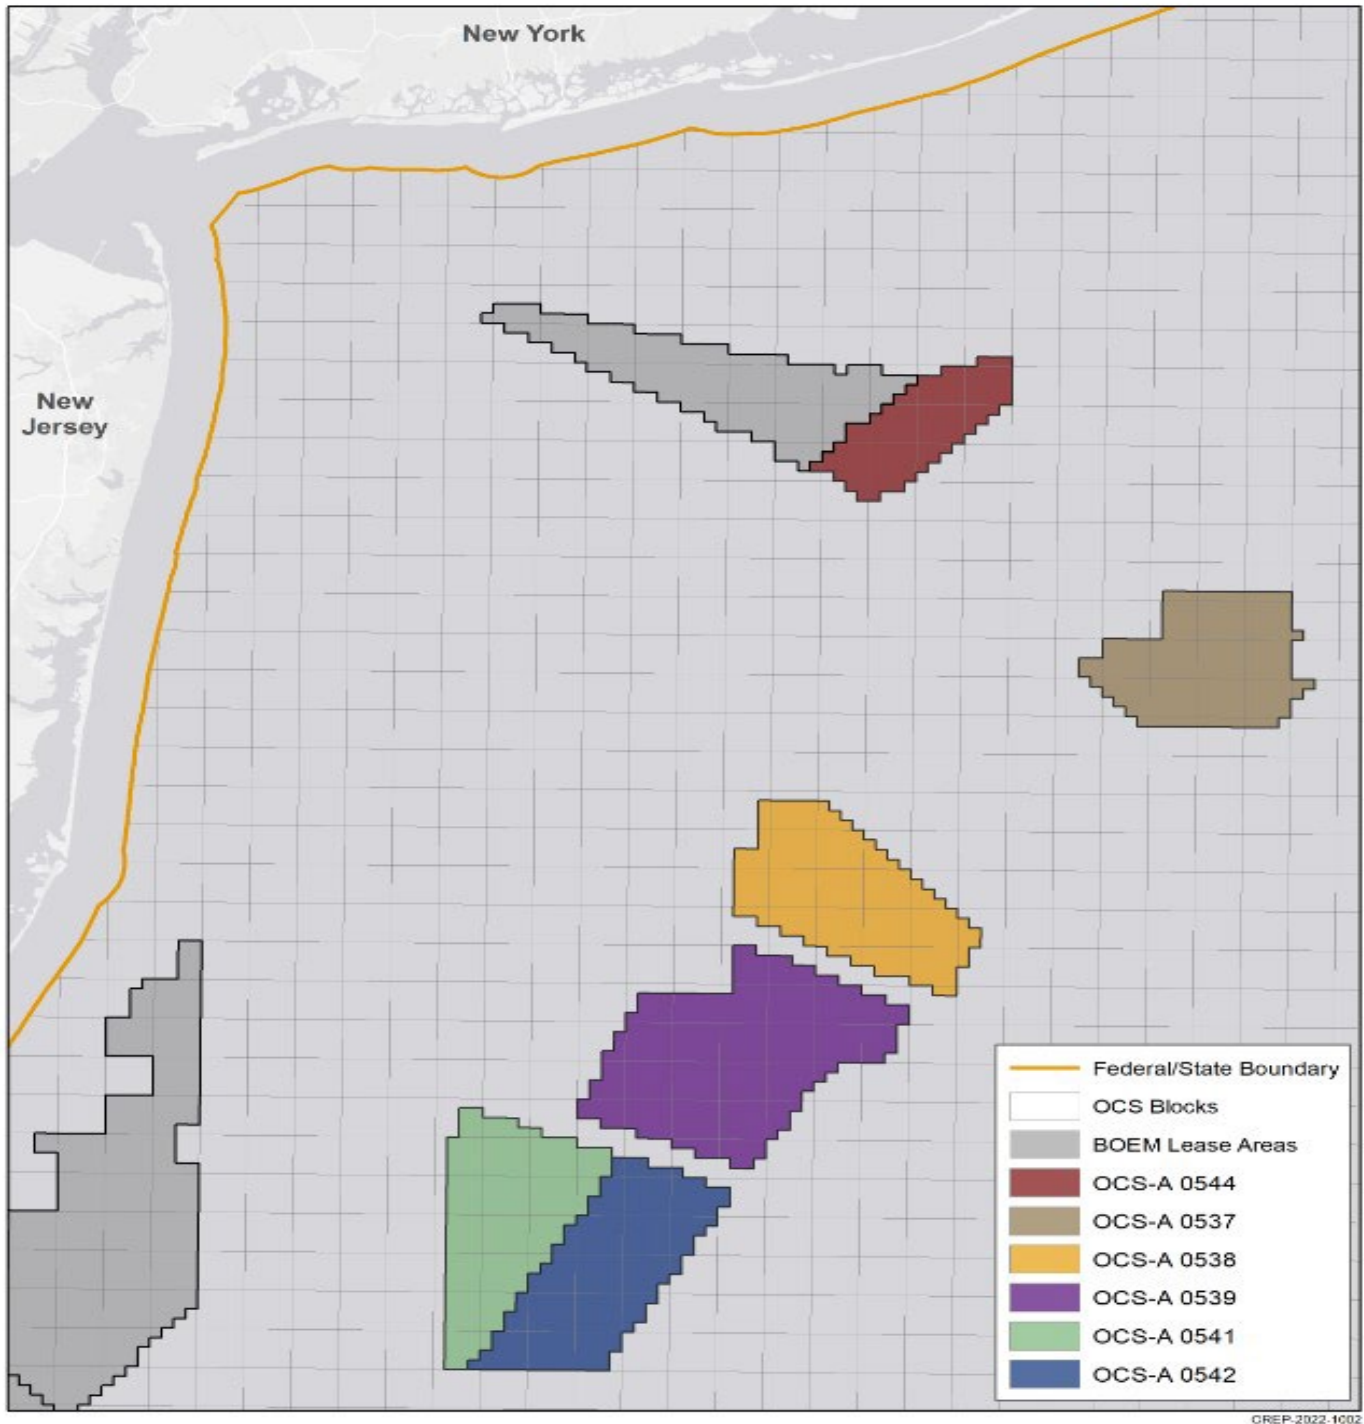 New York
New
Jersey
Federal/State Boundary
OCS Blocks
BOEM Lease Areas
OCS-A 0544
OCS-A 0537
OCS-A 0538
OCS-A 0539
OCS-A 0541
OCS-A 0542
CREP-2022-1002